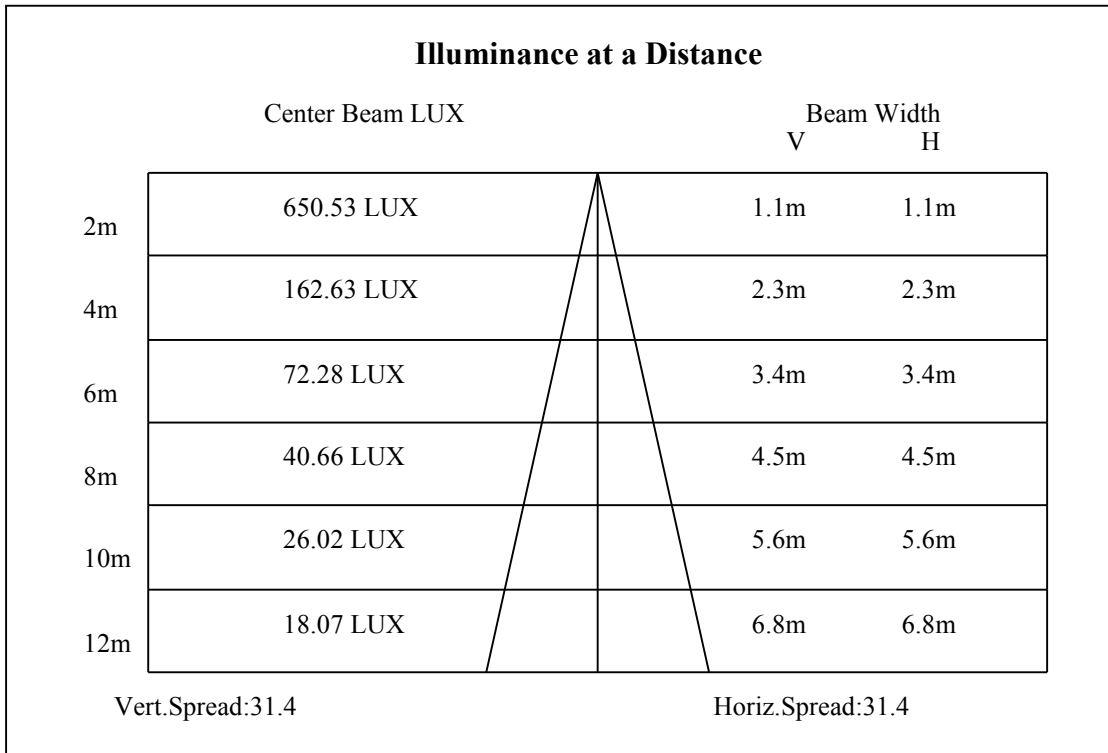 Illuminance at a Distance
Center Beam LUX Beam Width
V H
2m 650.53 LUX 1.1m 1.1m
4m 162.63 LUX 2.3m 2.3m
6m 72.28 LUX 3.4m 3.4m
8m 40.66 LUX 4.5m 4.5m
10m 26.02 LUX 5.6m 5.6m
12m 18.07 LUX 6.8m 6.8m
Vert.Spread:31.4 Horiz.Spread:31.4